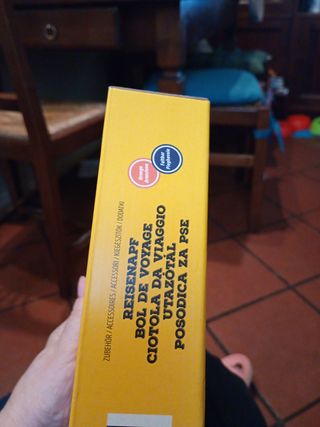 ZUBEHÖR / ACCESSOIRES / ACCESSORI / KIEGÉSZÍTŐK / DODATKI
REISENAPF
BOL DE VOYAGE
CIOTOLA DA VIAGGIO
UTAZÓTÁL
POSODICA ZA PSE